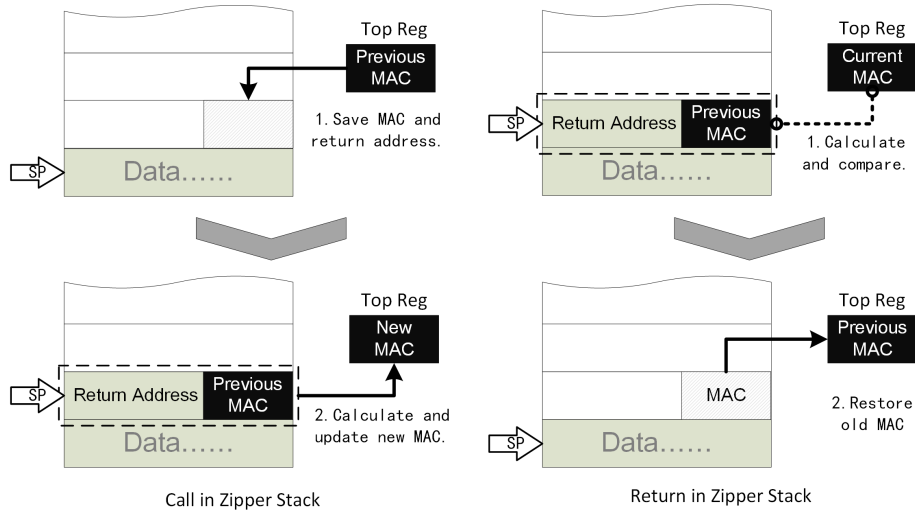 Top Reg
Previous
MAC
1. Save MAC and
return address.
SP
Data......
Top Reg
Current
MAC
SP
Return Address
Previous
MAC
1. Calculate
and compare.
Data......
Top Reg
New
MAC
SP
Return Address
Previous
MAC
2. Calculate and
update new MAC.
Data......
Call in Zipper Stack
Top Reg
Previous
MAC
MAC
2. Restore
old MAC
SP
Data......
Return in Zipper Stack